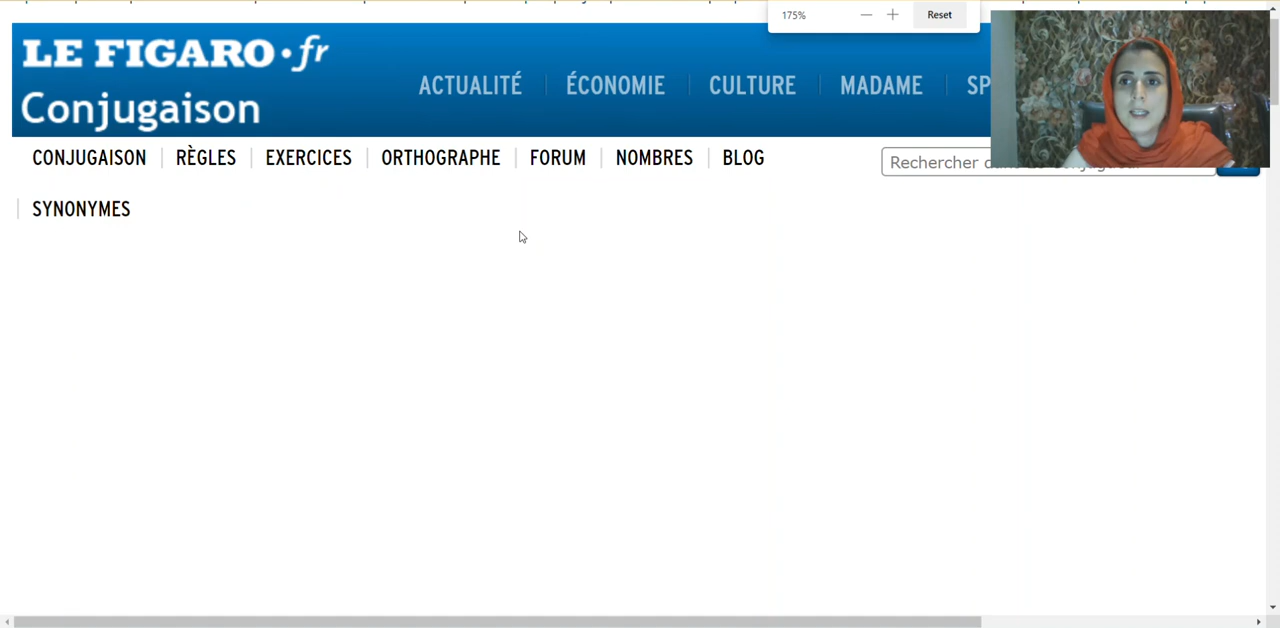 175%
Reset
LE FIGARO·fr
Conjugaison
ACTUALITÉ ÉCONOMIE CULTURE MADAME SP
CONJUGAISON RÈGLES EXERCICES ORTHOGRAPHE FORUM NOMBRES BLOG
Rechercher
SYNONYMES